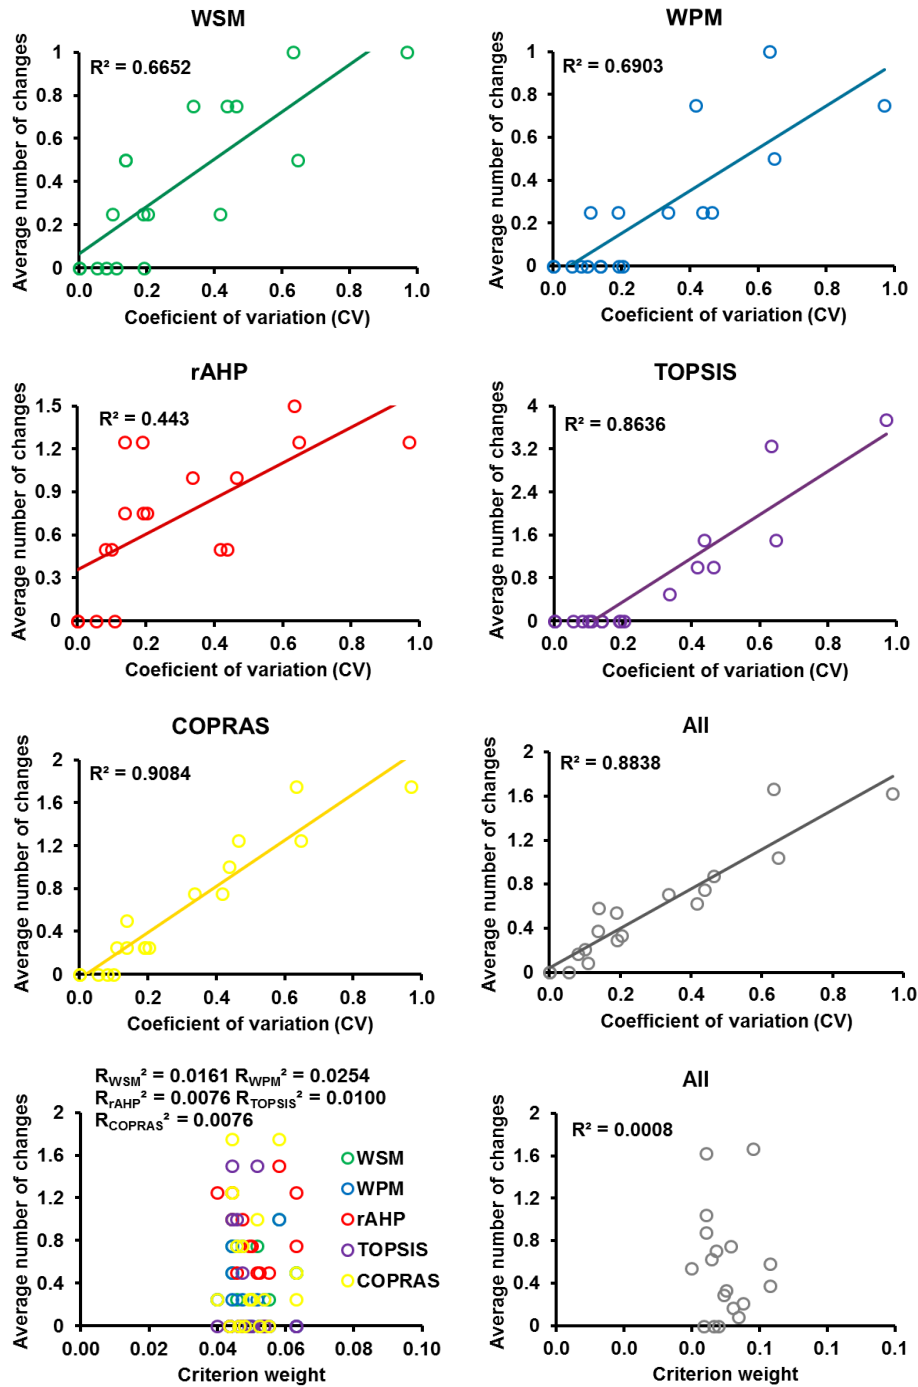 WSM
R² = 0.6652
Average number of changes
1
0.8
0.6
0.4
0.2
0
0.0 0.2 0.4 0.6 0.8 1.0
Coeficient of variation (CV)
WPM
R² = 0.6903
Average number of changes
1
0.8
0.6
0.4
0.2
0
0.0 0.2 0.4 0.6 0.8 1.0
Coeficient of variation (CV)
rAHP
R² = 0.443
Average number of changes
1.5
1.2
0.9
0.6
0.3
0
0.0 0.2 0.4 0.6 0.8 1.0
Coeficient of variation (CV)
TOPSIS
R² = 0.8636
Average number of changes
4
3.2
2.4
1.6
0.8
0
0.0 0.2 0.4 0.6 0.8 1.0
Coeficient of variation (CV)
COPRAS
R² = 0.9084
Average number of changes
2
1.6
1.2
0.8
0.4
0
0.0 0.2 0.4 0.6 0.8 1.0
Coeficient of variation (CV)
All
R² = 0.8838
Average number of changes
2
1.6
1.2
0.8
0.4
0
0.0 0.2 0.4 0.6 0.8 1.0
Coeficient of variation (CV)
RWSM² = 0.0161 RWPM² = 0.0254
RrAHP² = 0.0076 RTOPSIS² = 0.0100
RCOPRAS² = 0.0076
Average number of changes
2
1.6
1.2
0.8
0.4
0
WSM
WPM
rAHP
TOPSIS
COPRAS
0.00 0.02 0.04 0.06 0.08 0.10
Criterion weight
All
R² = 0.0008
Average number of changes
2
1.6
1.2
0.8
0.4
0
0.0 0.0 0.0 0.1 0.1
Criterion weight